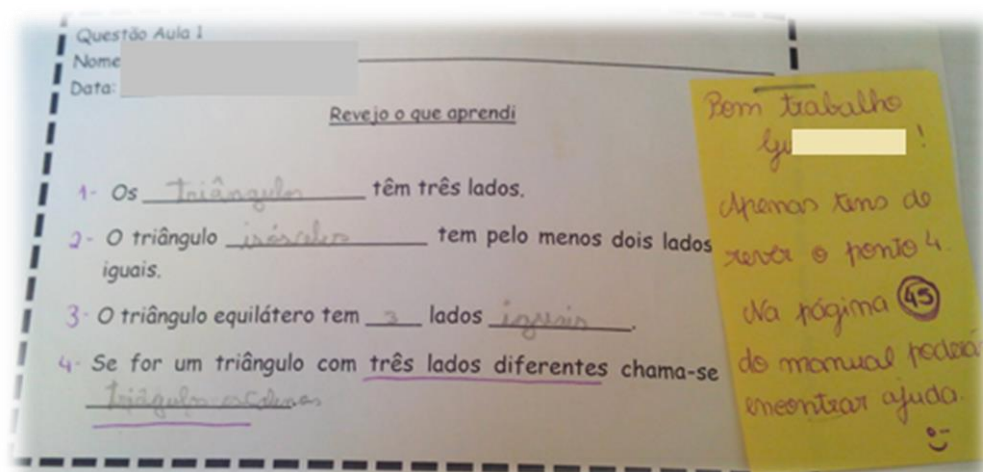 Questão Aula 1
Nome
Data:
Revejo o que aprendi
1- Os triângulos têm três lados.
2- O triângulo isósceles tem pelo menos dois lados
iguais.
3- O triângulo equilátero tem 3 lados iguais.
4- Se for um triângulo com três lados diferentes chama-se
Bom trabalho
Gu !
Apenas tens de
rever o ponto 4.
Na página 45
do manual poderás
encontrar ajuda.